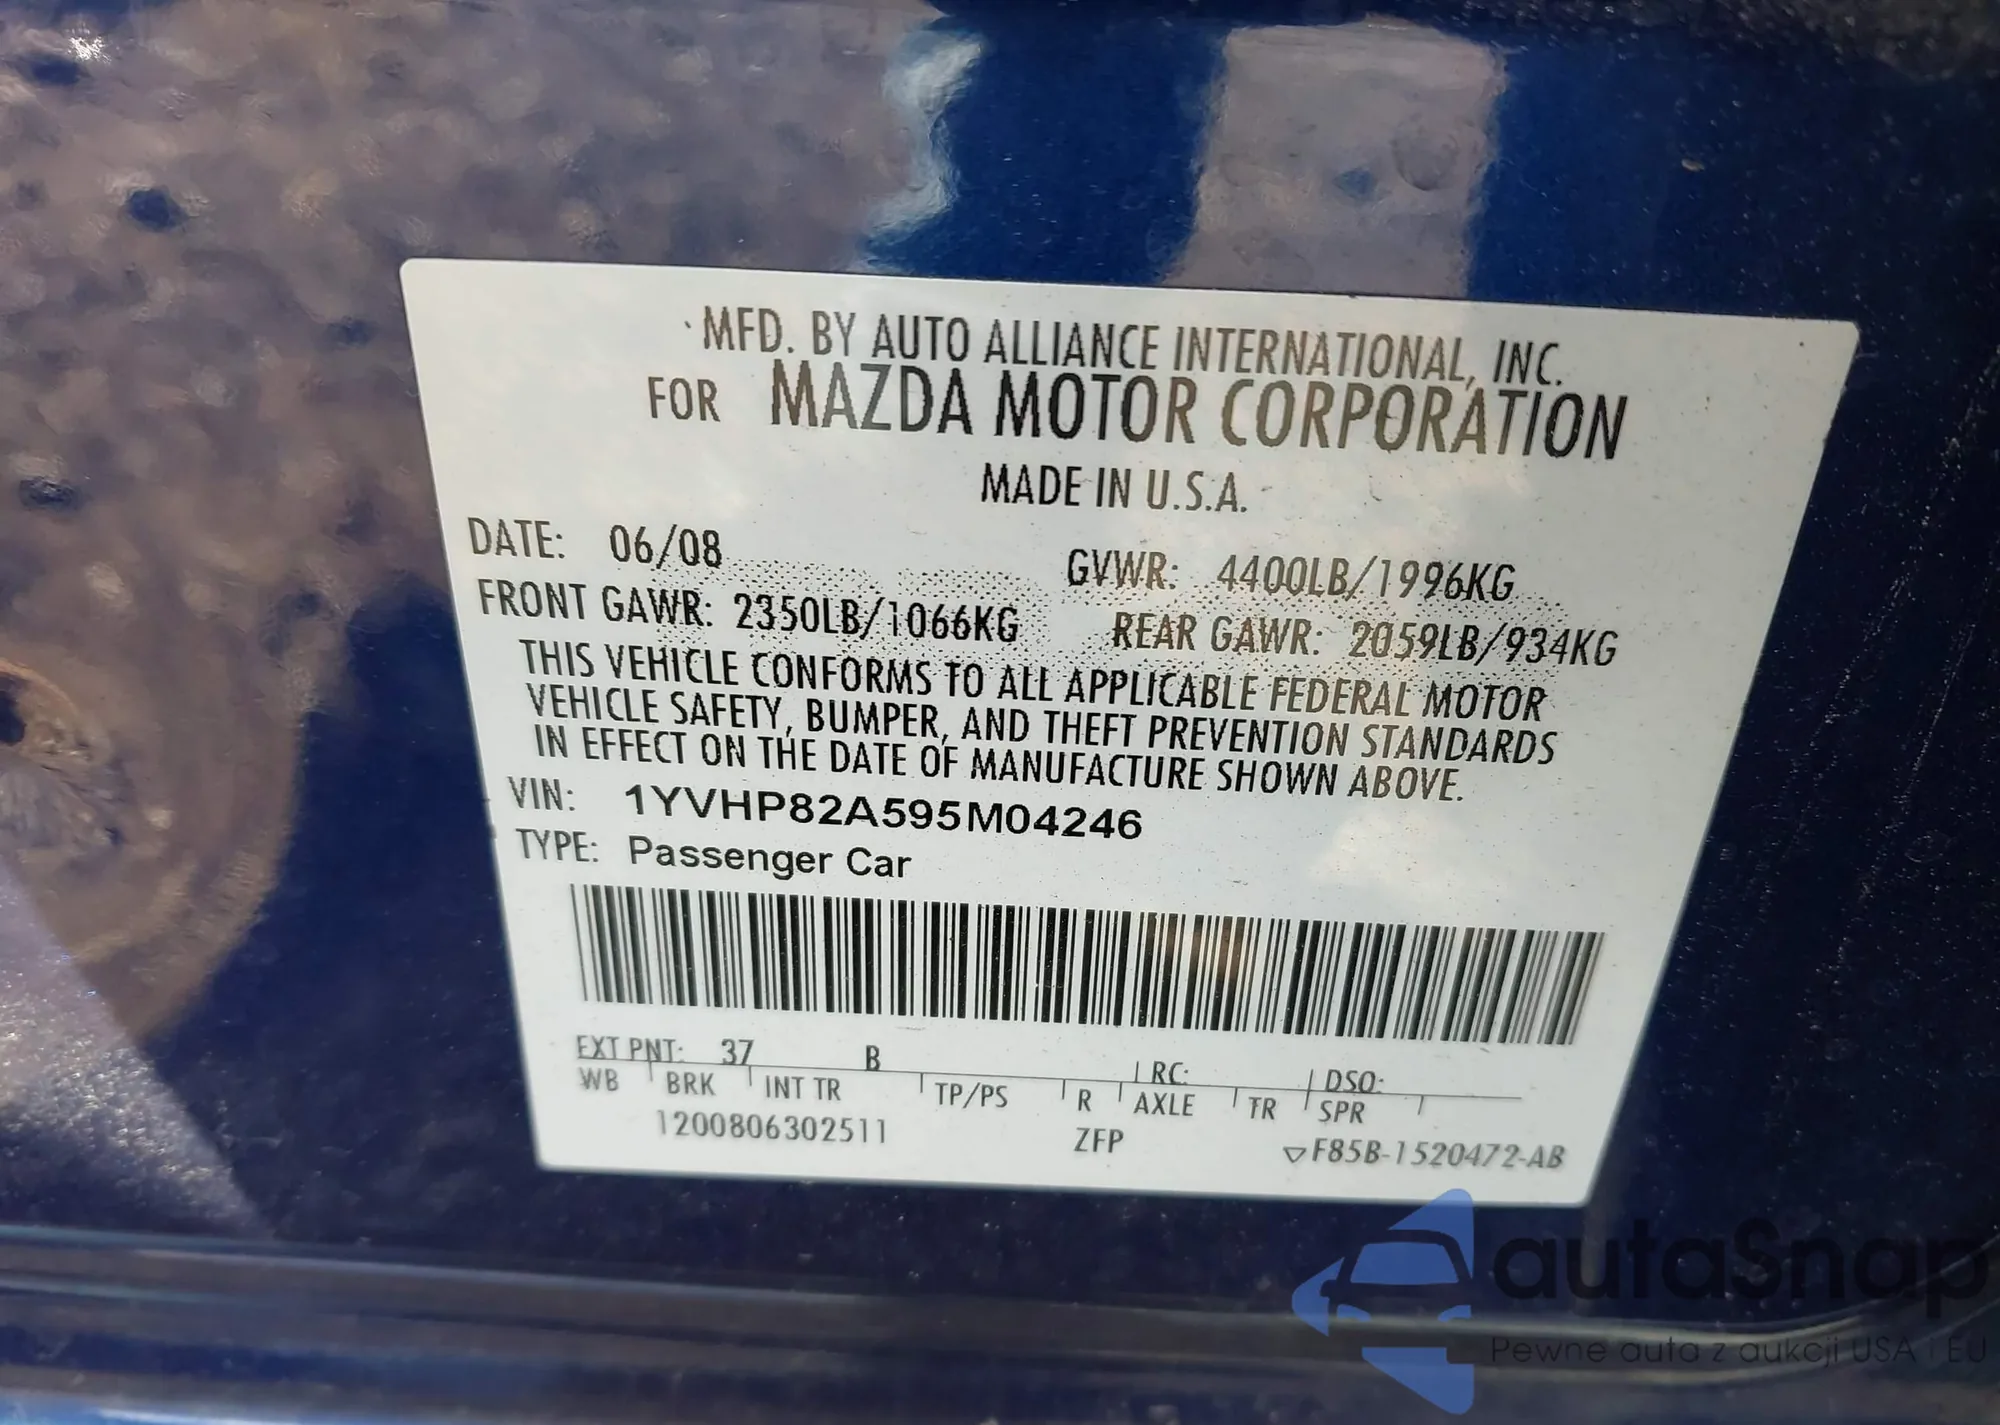 MFD. BY AUTO ALLIANCE INTERNATIONAL, INC.
FOR MAZDA MOTOR CORPORATION
MADE IN U.S.A.
DATE: 06/08 GVWR: 4400LB/1996KG
FRONT GAWR: 2350LB/1066KG REAR GAWR: 2059LB/934KG
THIS VEHICLE CONFORMS TO ALL APPLICABLE FEDERAL MOTOR
VEHICLE SAFETY, BUMPER, AND THEFT PREVENTION STANDARDS
IN EFFECT ON THE DATE OF MANUFACTURE SHOWN ABOVE.
VIN: 1YVHP82A595M04246
TYPE: Passenger Car
EXT PNT: 37 B RC: DSO:
WB BRK INT TR TP/PS R AXLE TR SPR
1200806302511 ZFP ▽F85B-1520472-AB
autaSnap
Pewne auta z aukcji USA i EU